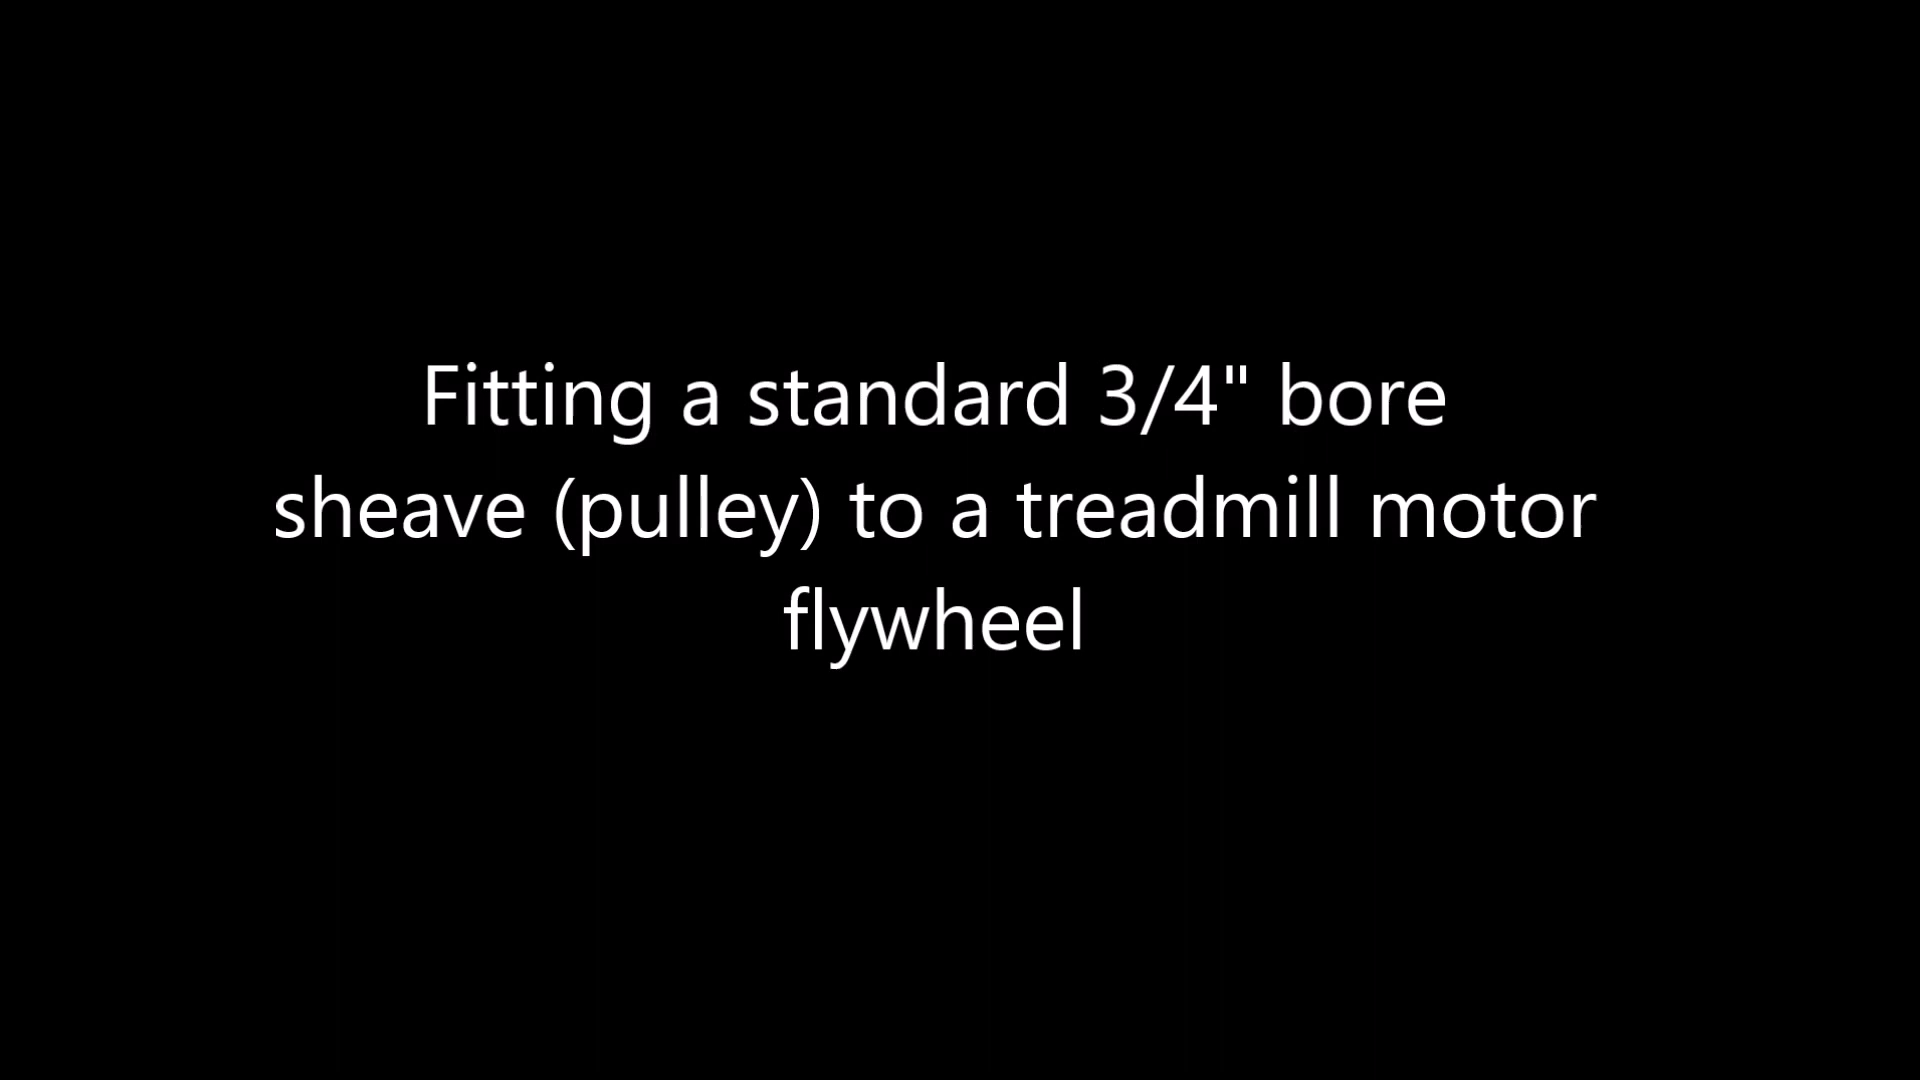 Fitting a standard 3/4" bore
sheave (pulley) to a treadmill motor
flywheel